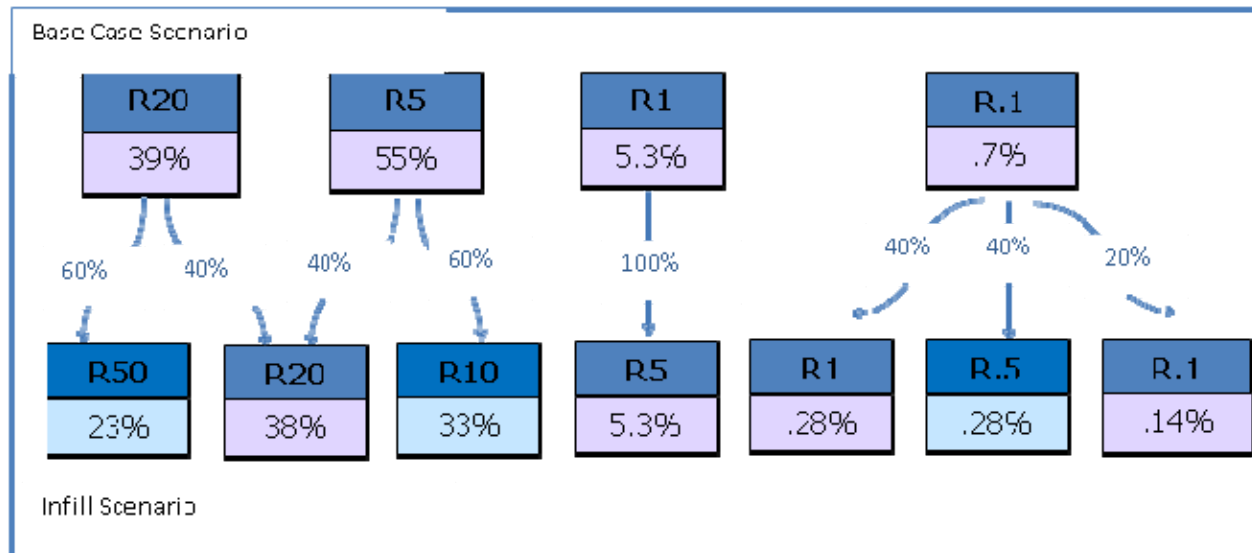 Base Case Scenario
R20 R5 R1 R.1
39% 55% 5.3% .7%
60% 40% 40% 60% 100% 40% 40% 20%
R50 R20 R10 R5 R1 R.5 R.1
23% 38% 33% 5.3% .28% .28% .14%
Infill Scenario